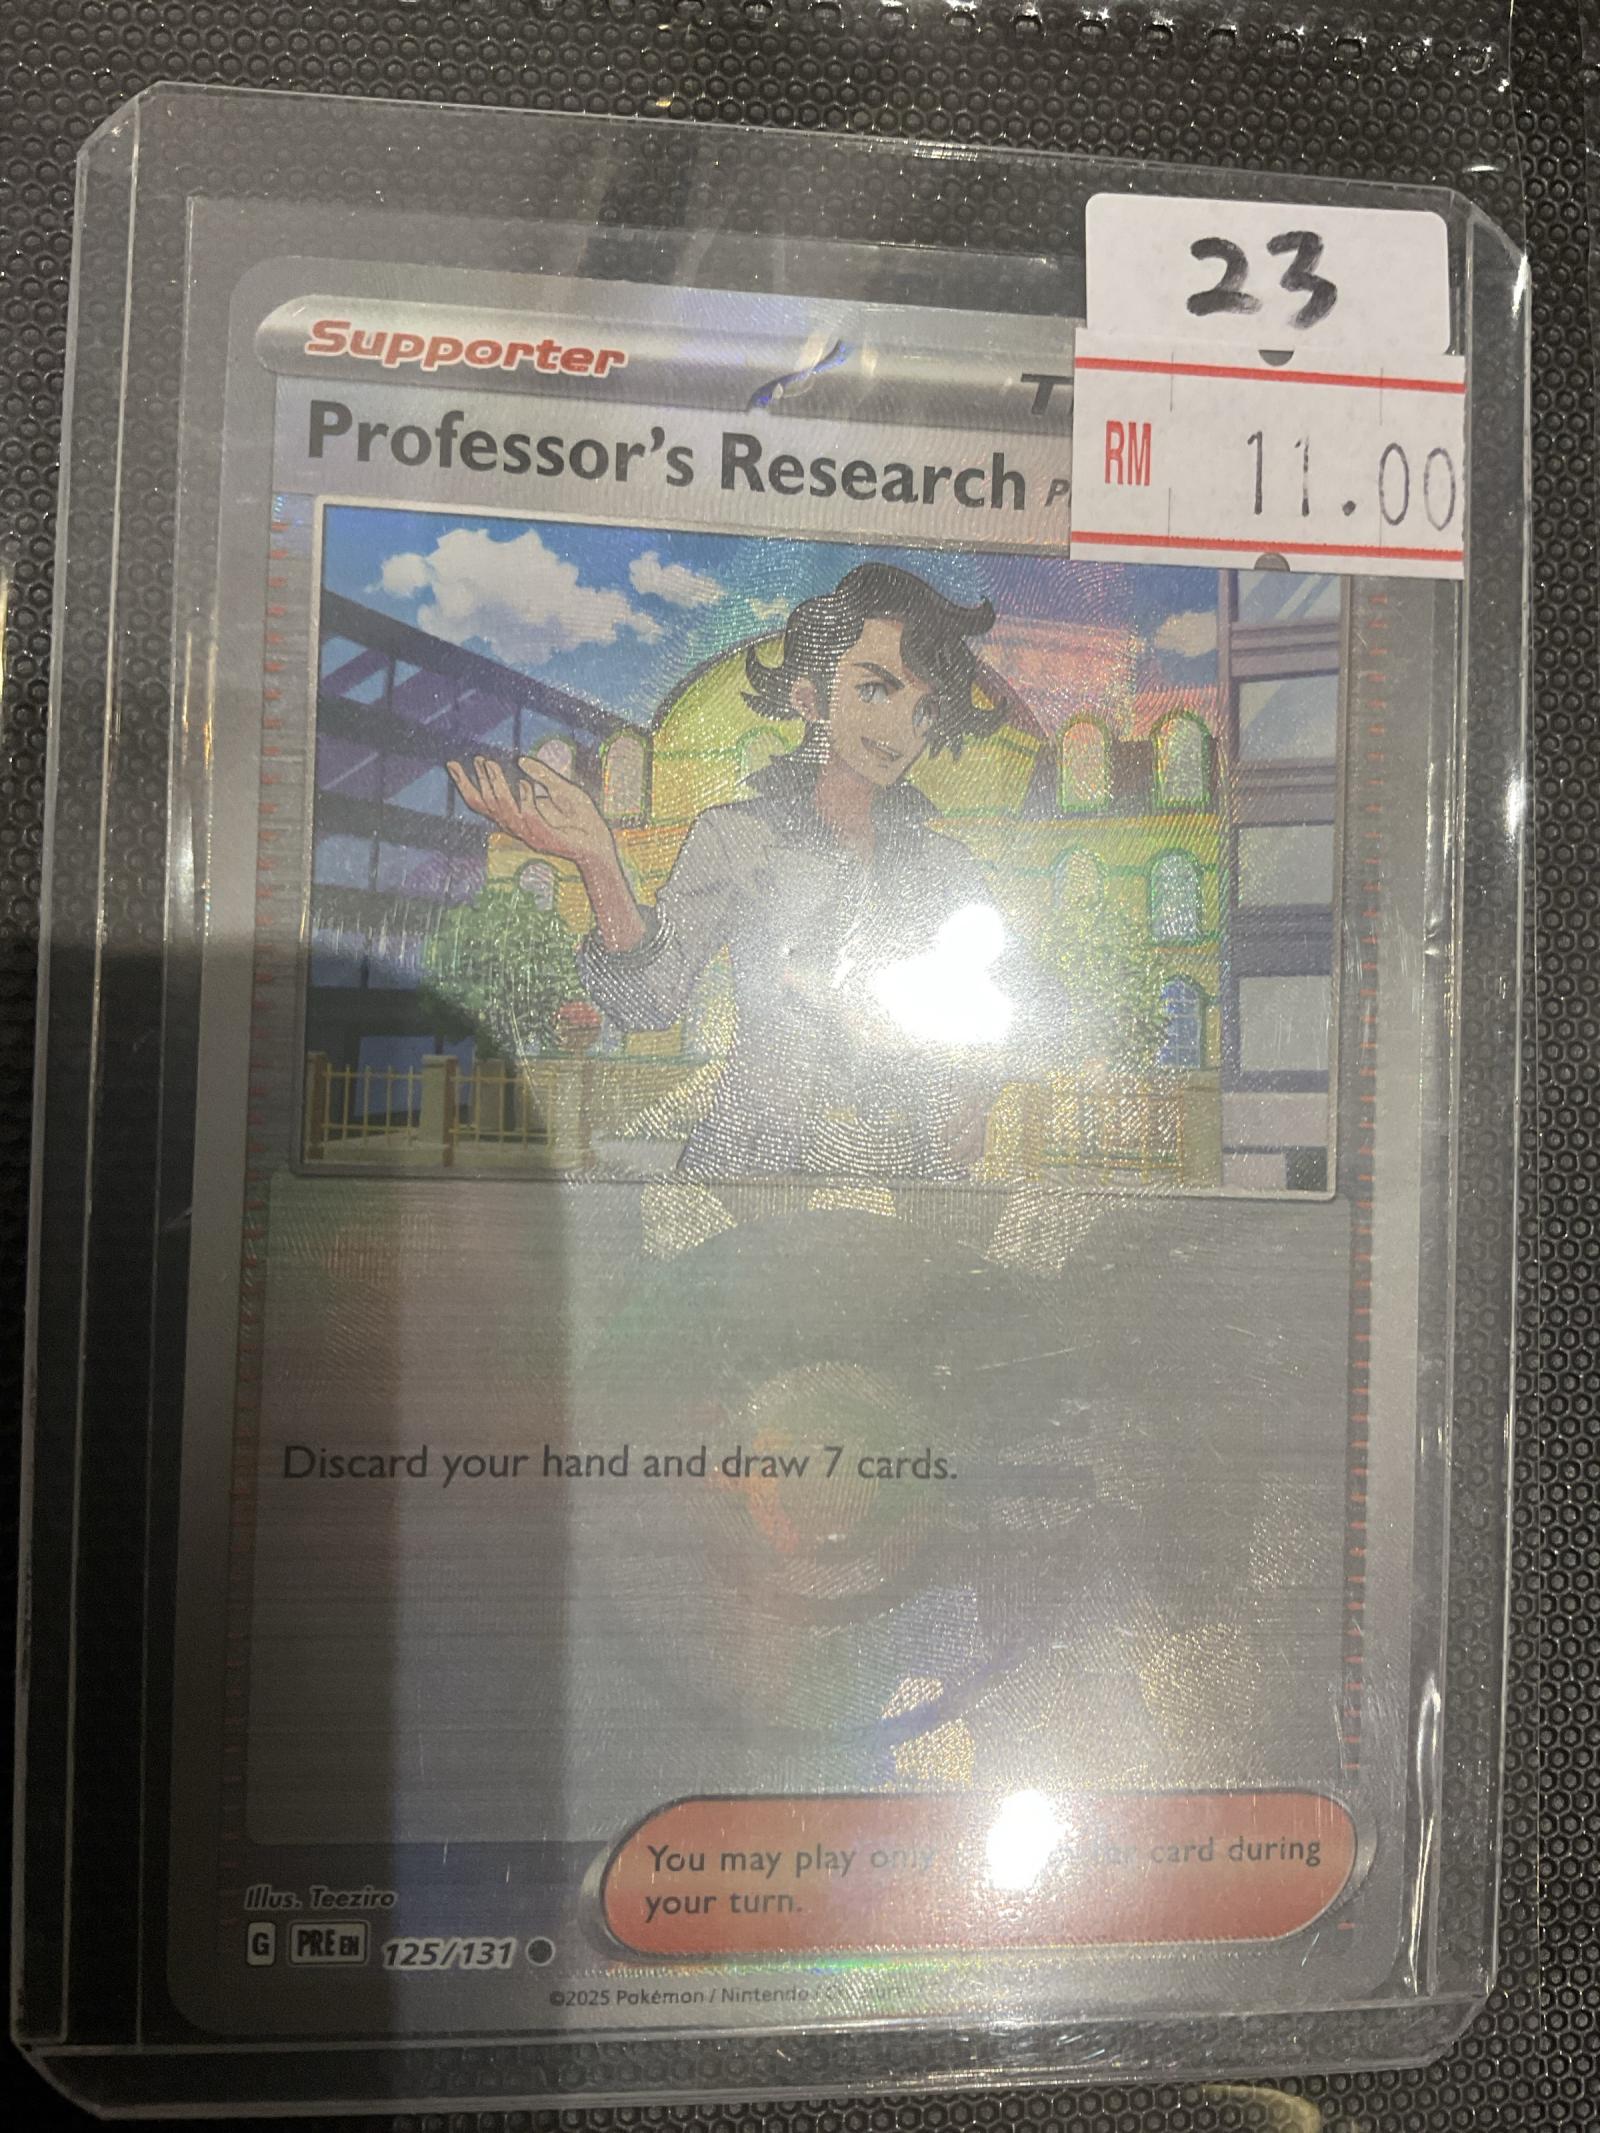 23
Supporter
Professor's Research
RM 11.00
Discard your hand and draw 7 cards.
You may play only card during
your turn.
Illus. Teeziro
G PRE EN 125/131
©2025 Pokémon / Nintendo /